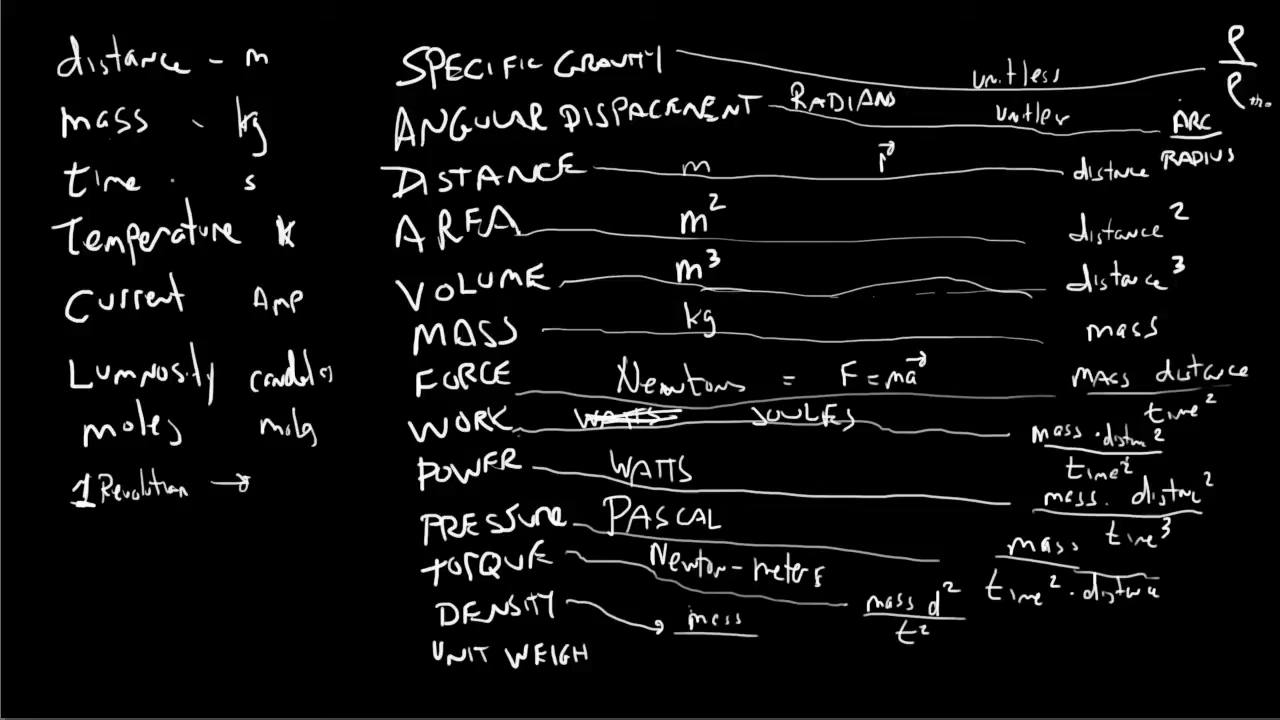 distance - m
mass - kg
time . s
Temperature K
Current Amp
Lumnosity candela
moles mols
1 Revolution →
SPECIFIC GRAVITY unitless ρ / ρ
ANGULAR DISPACEMENT RADIANS ARC / RADIUS
DISTANCE m r⃗ distance
AREA m² distance²
VOLUME m³ distance³
MASS kg mass
FORCE Newtons = F = ma⃗ MASS distance / time²
WORK WATTS JOULES mass · distance² / time²
POWER WATTS mass · distance² / time³
PRESSURE PASCAL mass / time² · distance
TORQUE Newton-meters mass d² / t²
DENSITY → mass
UNIT WEIGH